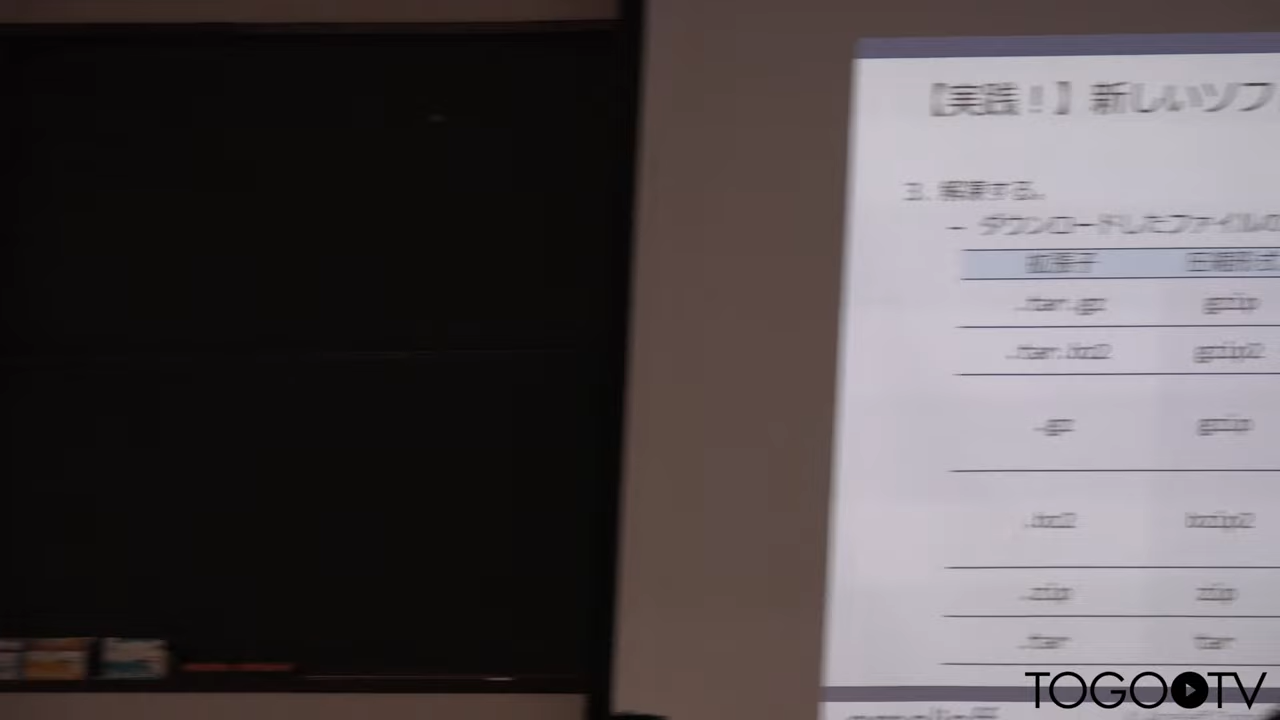 【実践！】新しいソフ
3. 解凍する。
– ダウンロードしたファイルの
拡張子 圧縮形式
.tar.gz gzip
.tar.bz2 gzip2
.gz gzip
.bz2 bzip2
.zip zip
.tar tar
TOGOTV